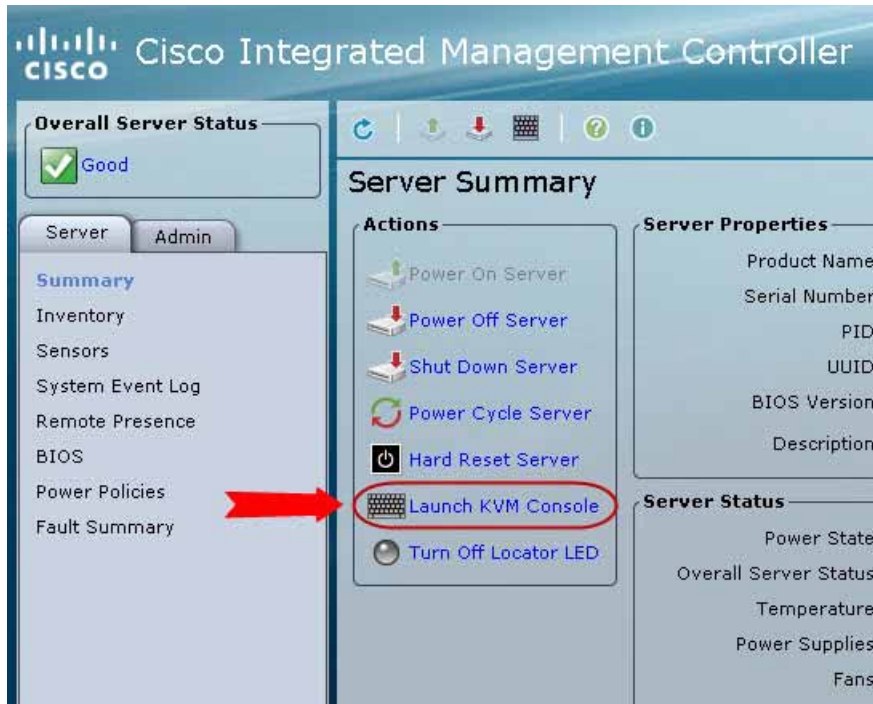 CISCO Cisco Integrated Management Controller
Overall Server Status
Good
Server Admin
Summary
Inventory
Sensors
System Event Log
Remote Presence
BIOS
Power Policies
Fault Summary
Server Summary
Actions
Power On Server
Power Off Server
Shut Down Server
Power Cycle Server
Hard Reset Server
Launch KVM Console
Turn Off Locator LED
Server Properties
Product Name
Serial Number
PID
UUID
BIOS Version
Description
Server Status
Power State
Overall Server Status
Temperature
Power Supplies
Fans